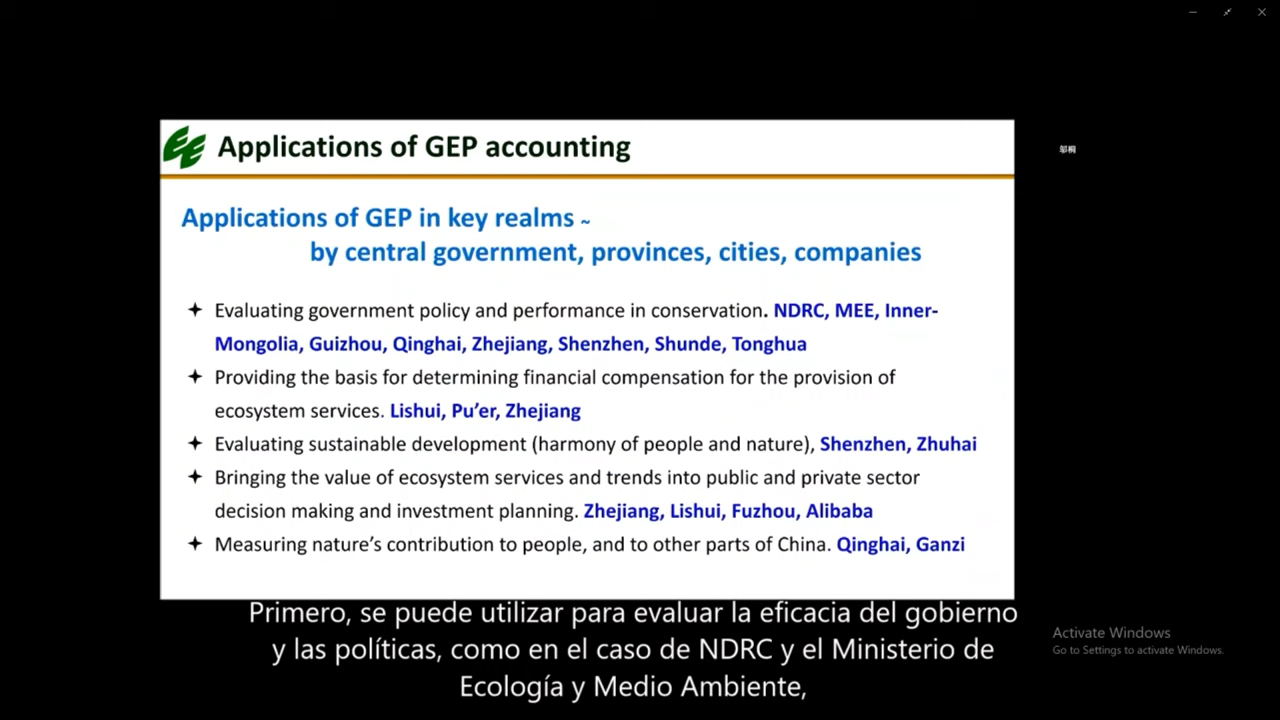 Applications of GEP accounting
邬桐
Applications of GEP in key realms ~
by central government, provinces, cities, companies
Evaluating government policy and performance in conservation. NDRC, MEE, Inner-
Mongolia, Guizhou, Qinghai, Zhejiang, Shenzhen, Shunde, Tonghua
Providing the basis for determining financial compensation for the provision of
ecosystem services. Lishui, Pu’er, Zhejiang
Evaluating sustainable development (harmony of people and nature), Shenzhen, Zhuhai
Bringing the value of ecosystem services and trends into public and private sector
decision making and investment planning. Zhejiang, Lishui, Fuzhou, Alibaba
Measuring nature’s contribution to people, and to other parts of China. Qinghai, Ganzi
Primero, se puede utilizar para evaluar la eficacia del gobierno
y las políticas, como en el caso de NDRC y el Ministerio de
Ecología y Medio Ambiente,
Activate Windows
Go to Settings to activate Windows.